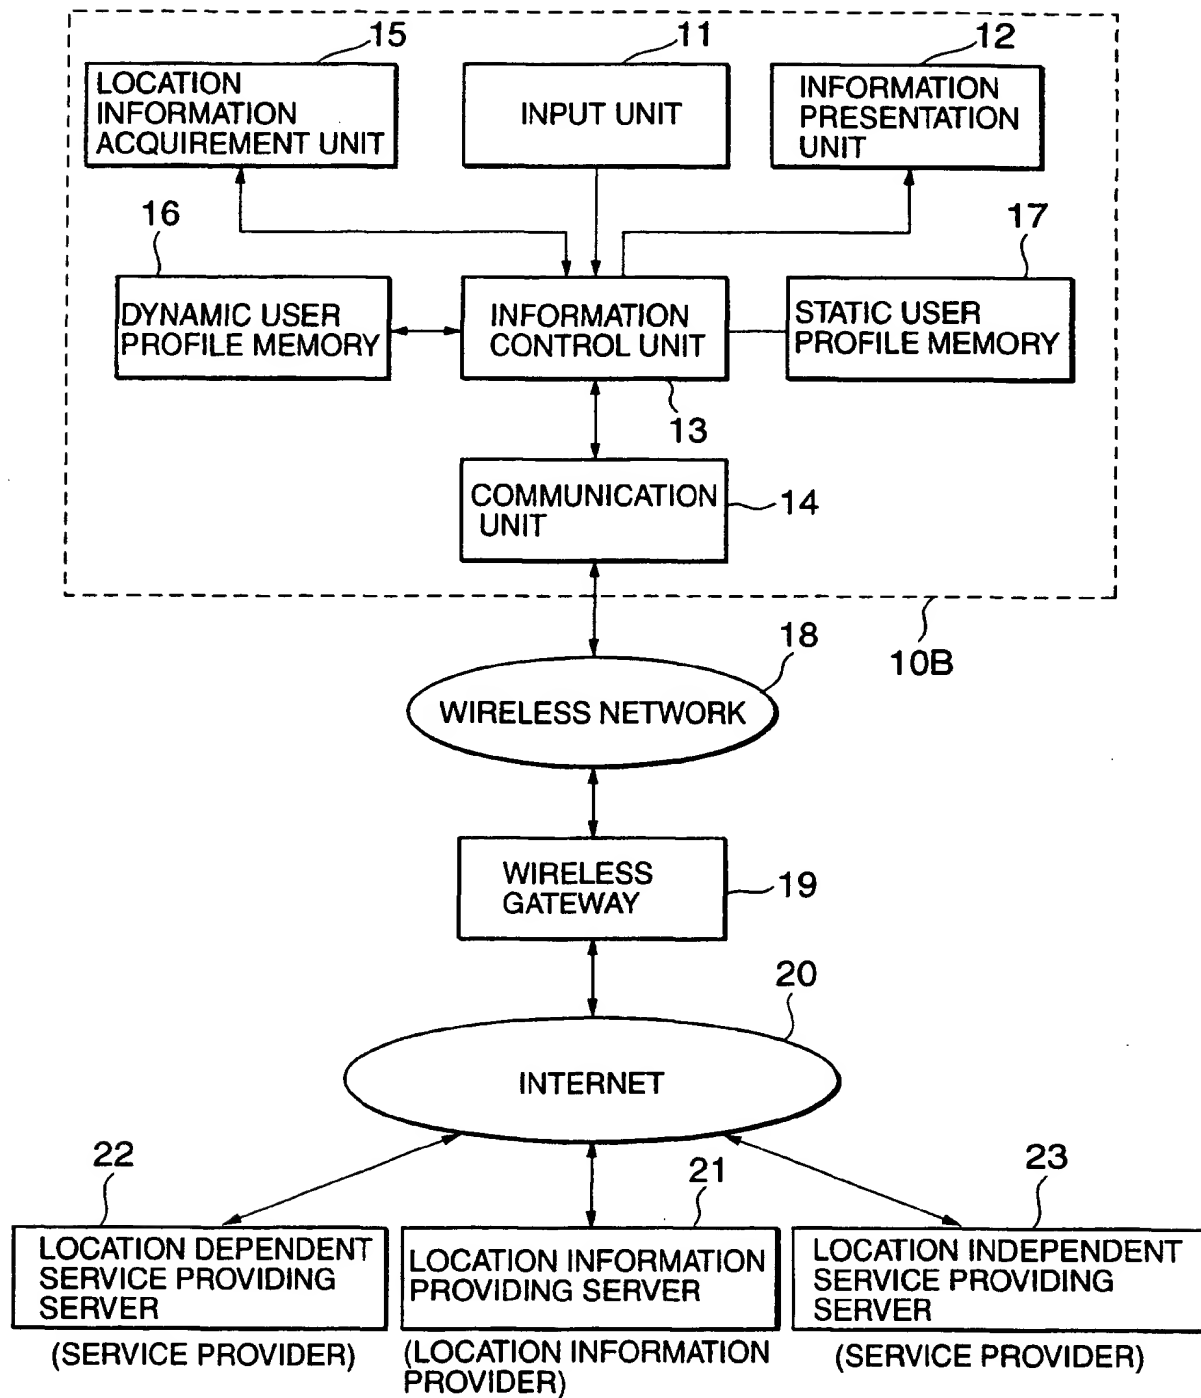 15
11
12
LOCATION
INFORMATION
ACQUIREMENT UNIT
INPUT UNIT
INFORMATION
PRESENTATION
UNIT
16
17
DYNAMIC USER
PROFILE MEMORY
INFORMATION
CONTROL UNIT
STATIC USER
PROFILE MEMORY
13
COMMUNICATION
UNIT
14
10B
18
WIRELESS NETWORK
WIRELESS
GATEWAY
19
20
INTERNET
22
21
23
LOCATION DEPENDENT
SERVICE PROVIDING
SERVER
(SERVICE PROVIDER)
LOCATION INFORMATION
PROVIDING SERVER
(LOCATION INFORMATION
PROVIDER)
LOCATION INDEPENDENT
SERVICE PROVIDING
SERVER
(SERVICE PROVIDER)